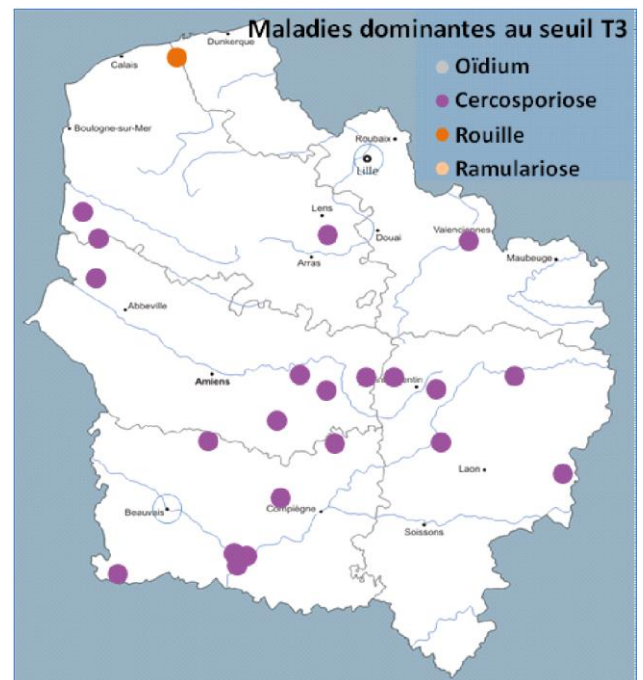 Maladies dominantes au seuil T3
Oïdium
Cercosporiose
Rouille
Ramulariose
Dunkerque
Calais
Boulogne-sur-Mer
Roubaix
Lille
Lens
Douai
Valenciennes
Maubeuge
Arras
Abbeville
Amiens
Laon
Beauvais
Compiègne
Soissons